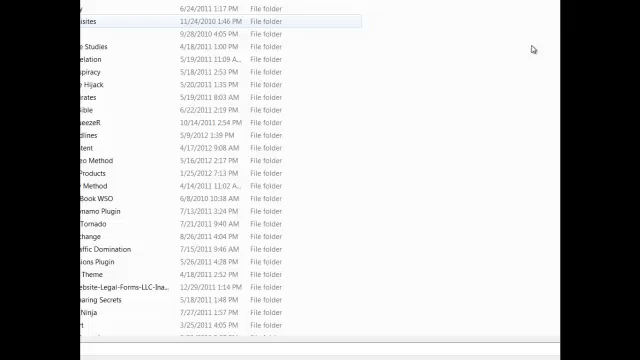 y 6/24/2011 1:17 PM File folder
isites 11/24/2010 1:46 PM File folder
9/28/2010 4:05 PM File folder
e Studies 4/18/2011 1:00 PM File folder
elation 5/19/2011 11:09 A... File folder
spiracy 5/18/2011 2:53 PM File folder
e Hijack 5/20/2011 1:35 PM File folder
irates 5/19/2011 8:03 AM File folder
ible 6/22/2011 2:19 PM File folder
ueezeR 10/14/2011 2:54 PM File folder
dlines 5/9/2012 1:39 PM File folder
tent 4/17/2012 9:08 AM File folder
eo Method 5/16/2012 2:17 PM File folder
Products 1/25/2012 7:13 PM File folder
y Method 4/14/2011 11:02 A... File folder
Book WSO 6/8/2010 10:38 AM File folder
ynamo Plugin 7/13/2011 3:24 PM File folder
Tornado 7/21/2011 9:40 AM File folder
change 8/26/2011 4:04 PM File folder
affic Domination 7/15/2011 9:46 AM File folder
sions Plugin 5/26/2011 4:28 PM File folder
Theme 4/18/2011 2:52 PM File folder
ebsite-Legal-Forms-LLC-Ina... 12/29/2011 1:14 PM File folder
haring Secrets 5/18/2011 1:48 PM File folder
Ninja 7/27/2011 1:57 PM File folder
rt 3/25/2011 4:05 PM File folder